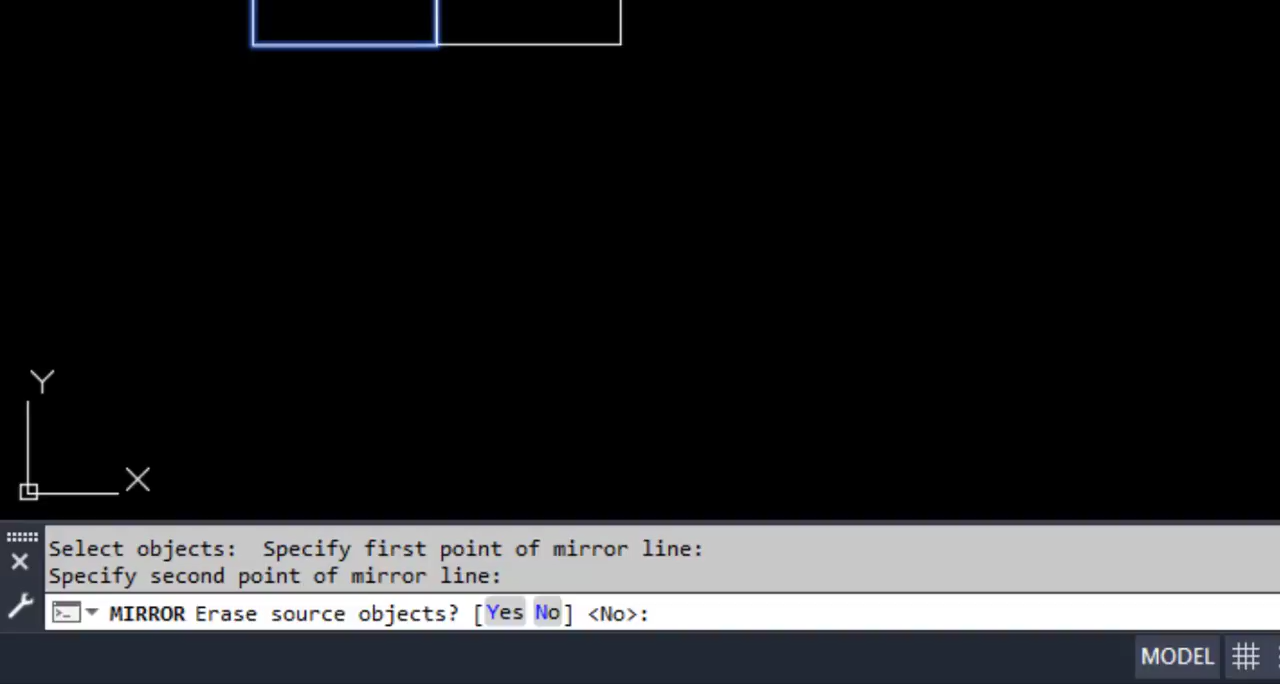 Y
X
Select objects:  Specify first point of mirror line:
Specify second point of mirror line:
MIRROR Erase source objects? [Yes No] <No>:
MODEL